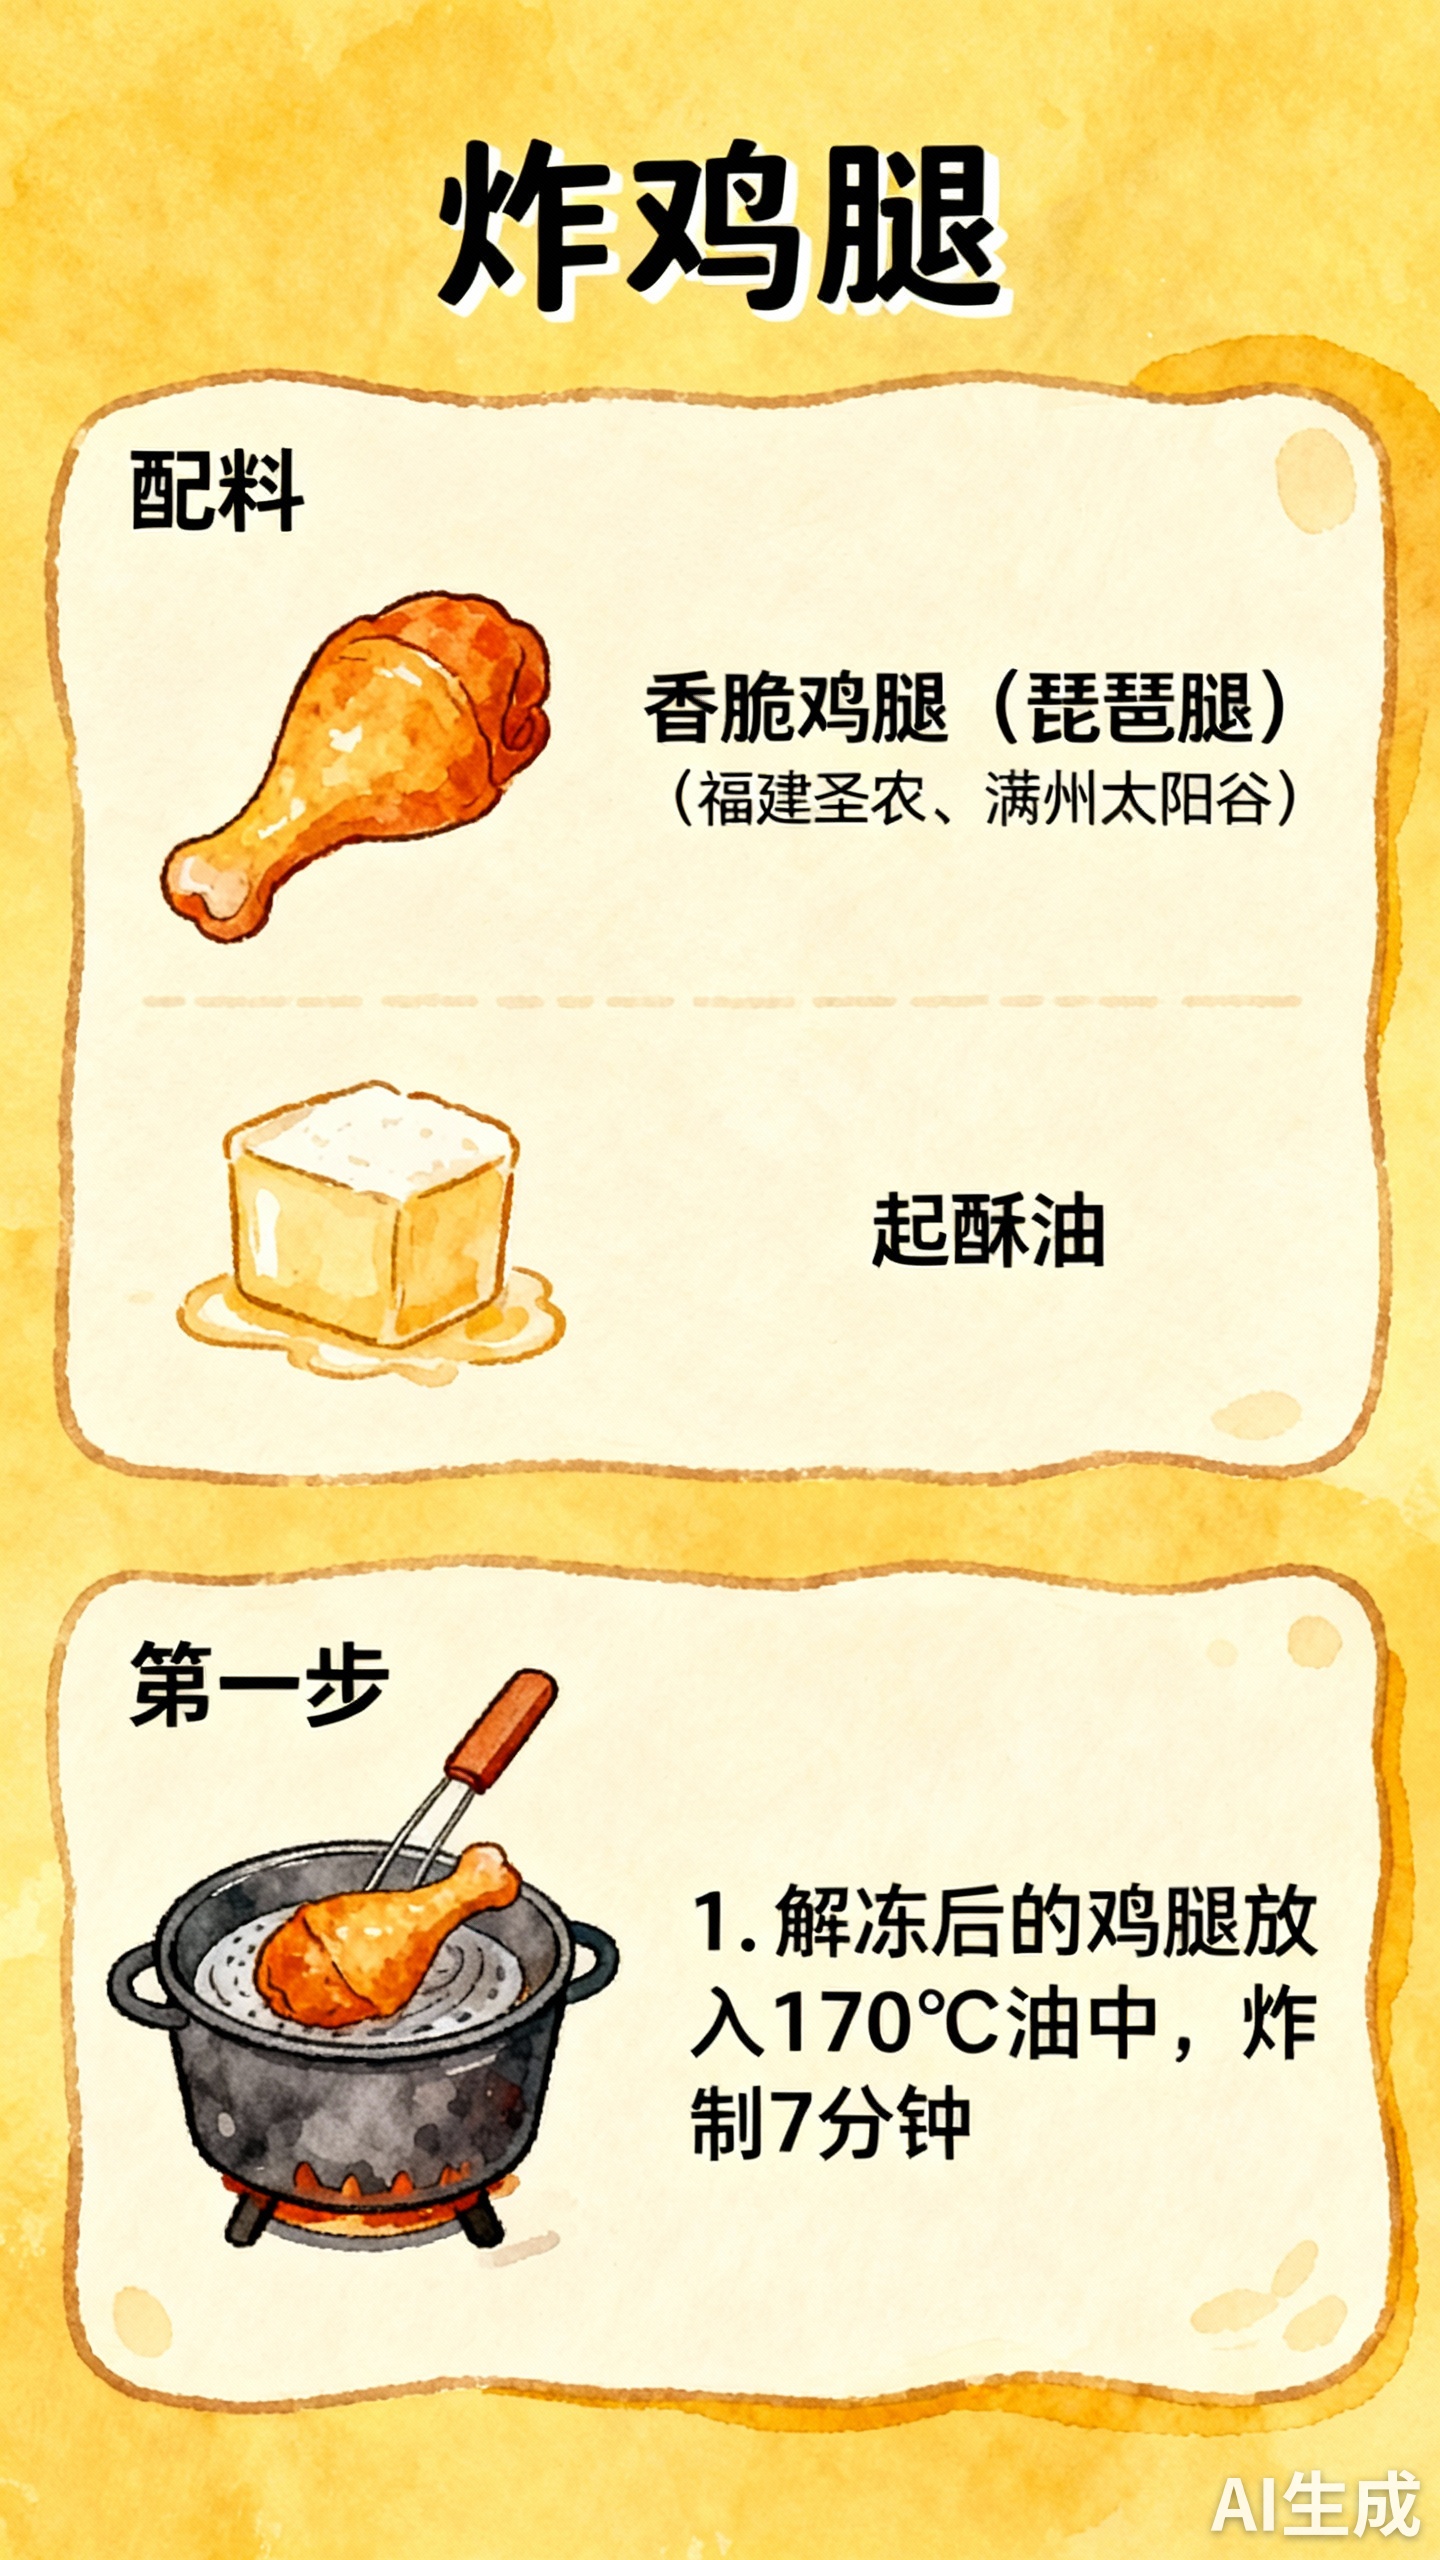 炸鸡腿
配料
香脆鸡腿（琵琶腿）
（福建圣农、满州太阳谷）
起酥油
第一步
1. 解冻后的鸡腿放
入170℃油中，炸
制7分钟
AI生成